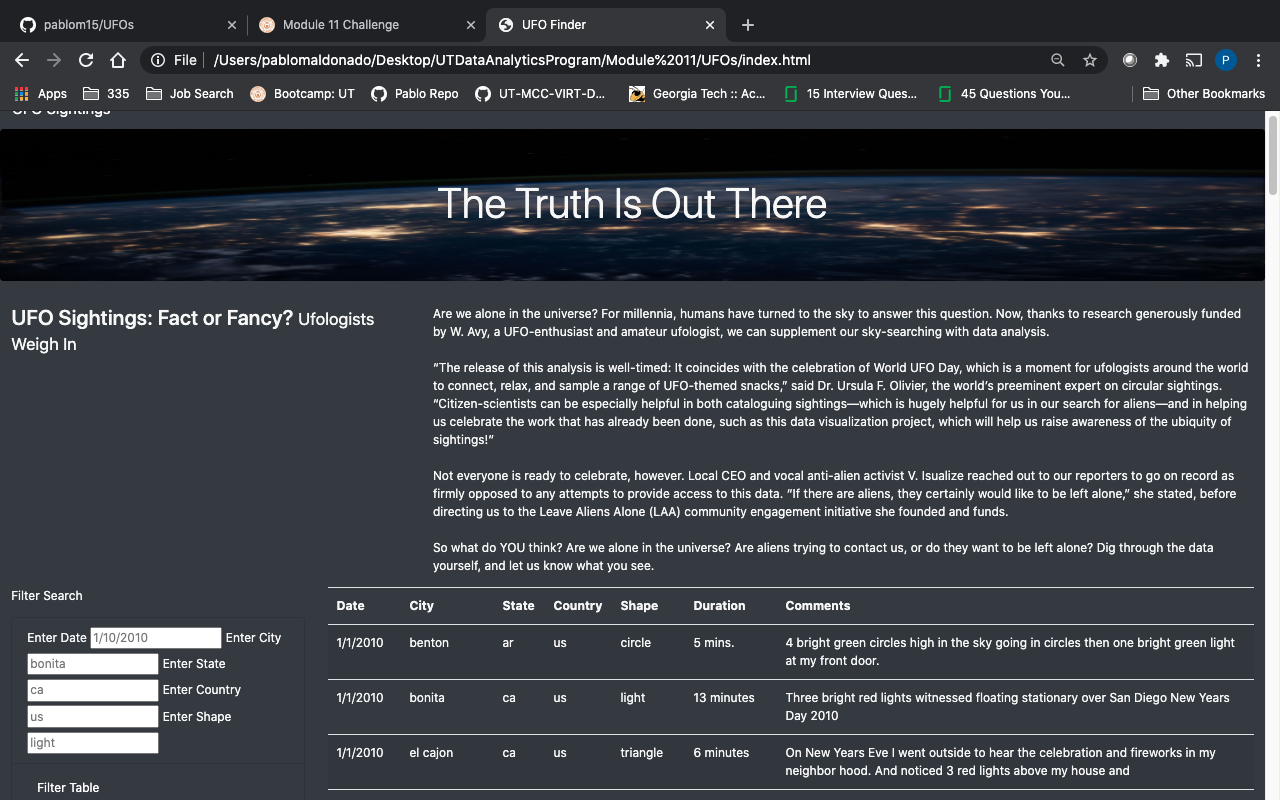 pablom15/UFOs
Module 11 Challenge
UFO Finder
File
/Users/pablomaldonado/Desktop/UTDataAnalyticsProgram/Module%2011/UFOs/index.html
P
Apps
335
Job Search
Bootcamp: UT
Pablo Repo
UT-MCC-VIRT-D...
Georgia Tech :: Ac...
15 Interview Ques...
45 Questions You...
Other Bookmarks
UFO Sightings
The Truth Is Out There
UFO Sightings: Fact or Fancy? Ufologists
Weigh In
Are we alone in the universe? For millennia, humans have turned to the sky to answer this question. Now, thanks to research generously funded
by W. Avy, a UFO-enthusiast and amateur ufologist, we can supplement our sky-searching with data analysis.
“The release of this analysis is well-timed: It coincides with the celebration of World UFO Day, which is a moment for ufologists around the world
to connect, relax, and sample a range of UFO-themed snacks,” said Dr. Ursula F. Olivier, the world’s preeminent expert on circular sightings.
“Citizen-scientists can be especially helpful in both cataloguing sightings—which is hugely helpful for us in our search for aliens—and in helping
us celebrate the work that has already been done, such as this data visualization project, which will help us raise awareness of the ubiquity of
sightings!”
Not everyone is ready to celebrate, however. Local CEO and vocal anti-alien activist V. Isualize reached out to our reporters to go on record as
firmly opposed to any attempts to provide access to this data. “If there are aliens, they certainly would like to be left alone,” she stated, before
directing us to the Leave Aliens Alone (LAA) community engagement initiative she founded and funds.
So what do YOU think? Are we alone in the universe? Are aliens trying to contact us, or do they want to be left alone? Dig through the data
yourself, and let us know what you see.
Filter Search
Enter Date 1/10/2010 Enter City
bonita Enter State
ca Enter Country
us Enter Shape
light
Filter Table
Date City State Country Shape Duration Comments
1/1/2010 benton ar us circle 5 mins. 4 bright green circles high in the sky going in circles then one bright green light
at my front door.
1/1/2010 bonita ca us light 13 minutes Three bright red lights witnessed floating stationary over San Diego New Years
Day 2010
1/1/2010 el cajon ca us triangle 6 minutes On New Years Eve I went outside to hear the celebration and fireworks in my
neighbor hood. And noticed 3 red lights above my house and